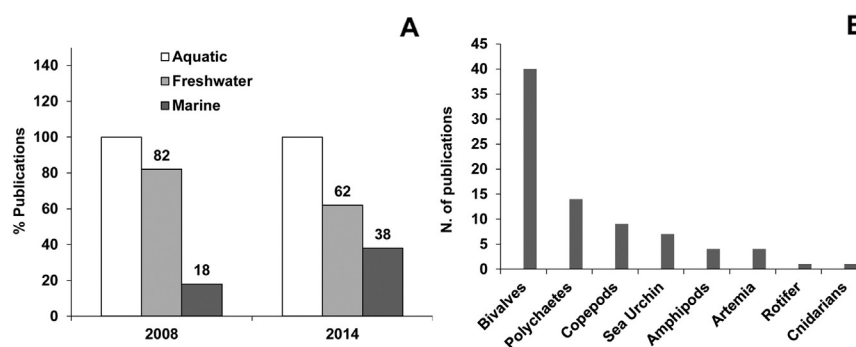 A
Aquatic
Freshwater
Marine
% Publications
140
120
100
80
60
40
20
0
82
18
62
38
2008
2014
N. of publications
45
40
35
30
25
20
15
10
5
0
Bivalves
Polychaetes
Copepods
Sea Urchin
Amphipods
Artemia
Rotifer
Cnidarians